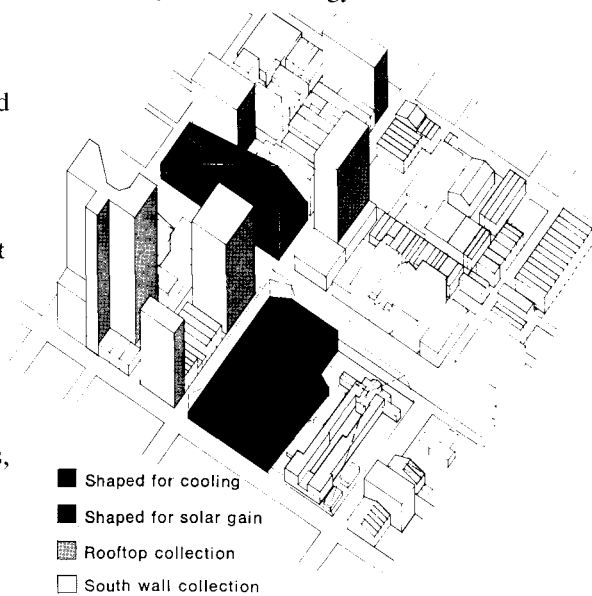 Shaped for cooling
Shaped for solar gain
Rooftop collection
South wall collection